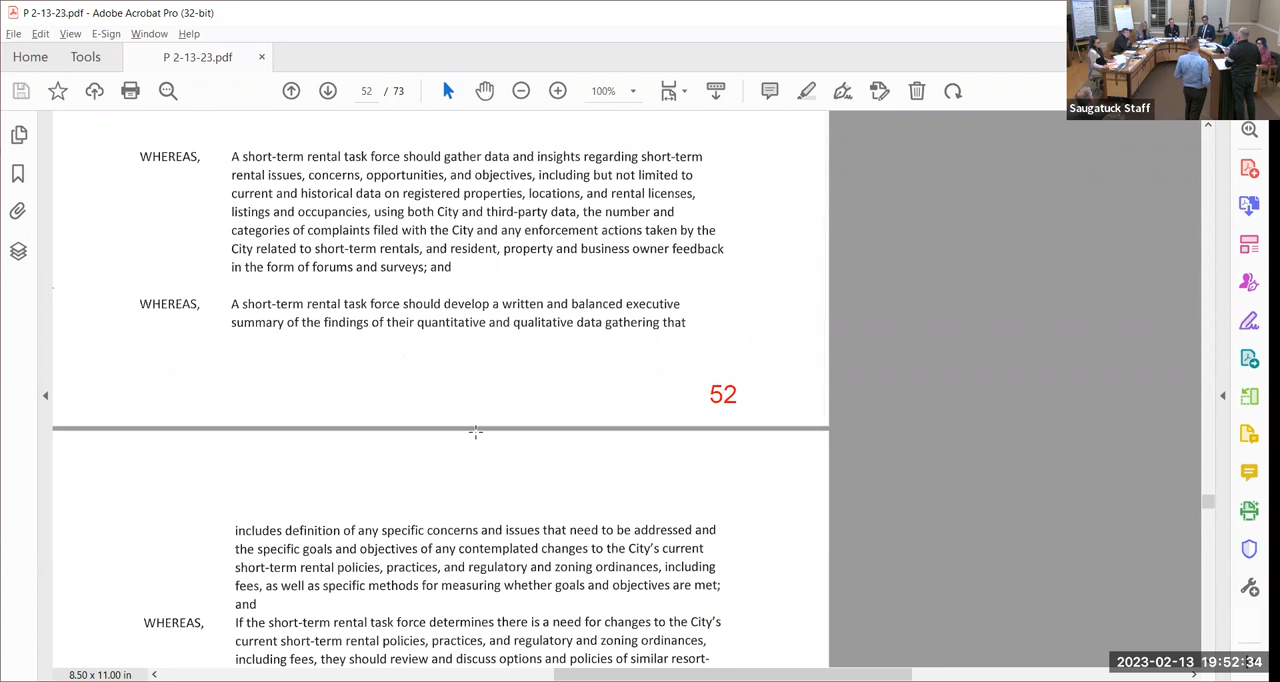 P 2-13-23.pdf - Adobe Acrobat Pro (32-bit)
File Edit View E-Sign Window Help
Home Tools P 2-13-23.pdf ×
52 / 73 100%
Saugatuck Staff
WHEREAS, A short-term rental task force should gather data and insights regarding short-term
rental issues, concerns, opportunities, and objectives, including but not limited to
current and historical data on registered properties, locations, and rental licenses,
listings and occupancies, using both City and third-party data, the number and
categories of complaints filed with the City and any enforcement actions taken by the
City related to short-term rentals, and resident, property and business owner feedback
in the form of forums and surveys; and
WHEREAS, A short-term rental task force should develop a written and balanced executive
summary of the findings of their quantitative and qualitative data gathering that
52
includes definition of any specific concerns and issues that need to be addressed and
the specific goals and objectives of any contemplated changes to the City's current
short-term rental policies, practices, and regulatory and zoning ordinances, including
fees, as well as specific methods for measuring whether goals and objectives are met;
and
WHEREAS, If the short-term rental task force determines there is a need for changes to the City's
current short-term rental policies, practices, and regulatory and zoning ordinances,
including fees, they should review and discuss options and policies of similar resort-
8.50 x 11.00 in
2023-02-13 19:52:34